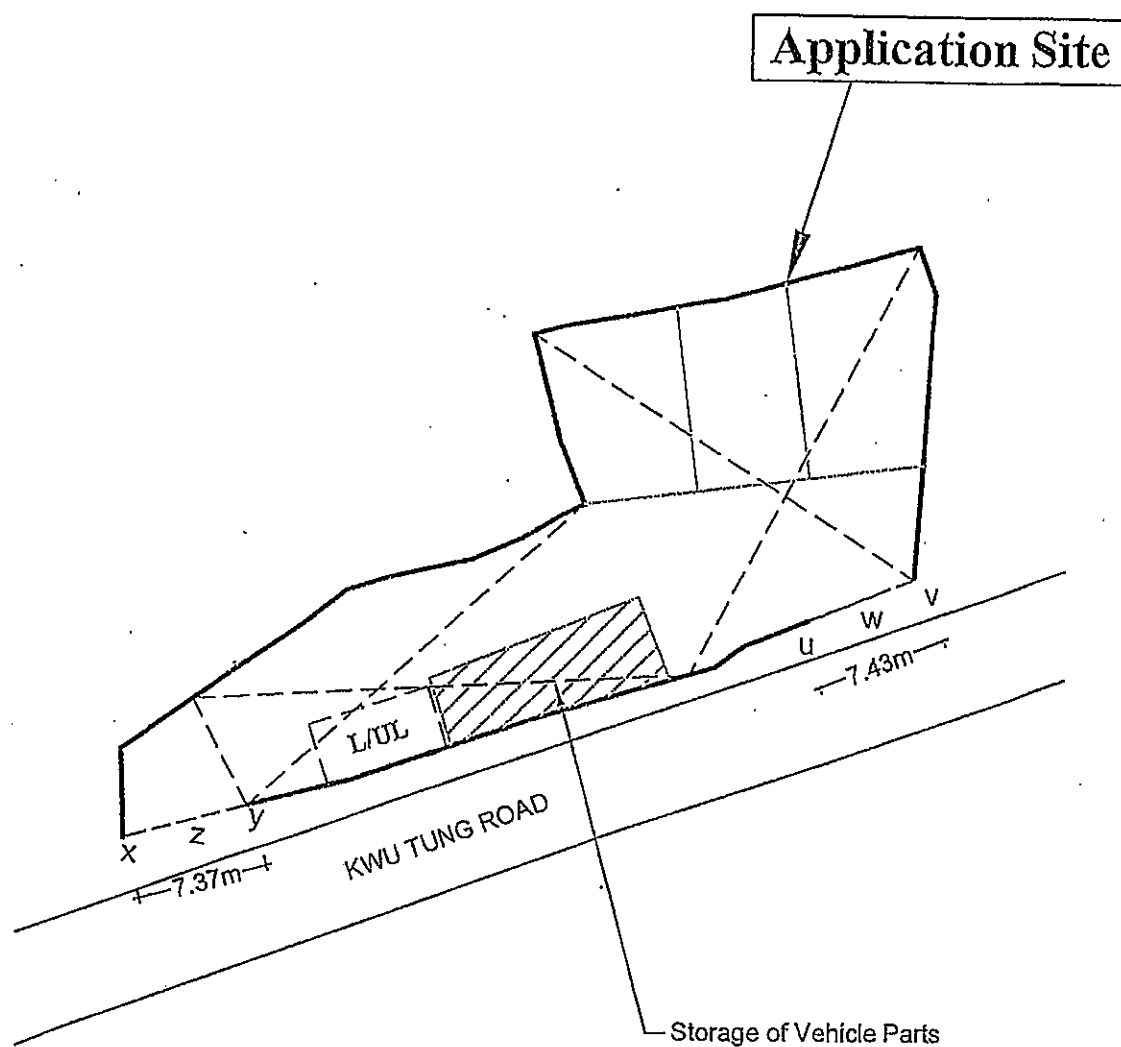 Application Site
v
w
u
7.43m
L/UL
y
z
x
7.37m
KWU TUNG ROAD
Storage of Vehicle Parts